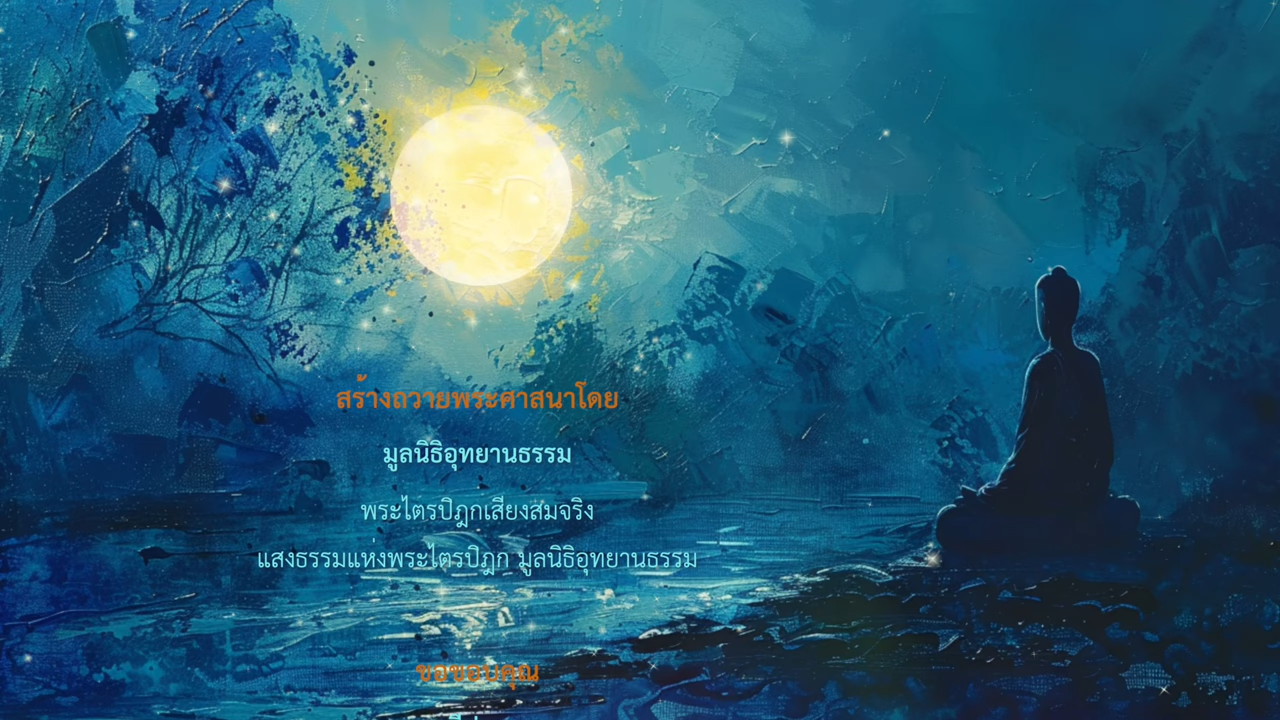 สร้างถวายพระศาสนาโดย
มูลนิธิอุทยานธรรม
พระไตรปิฎกเสียงสมจริง
แสงธรรมแห่งพระไตรปิฎก มูลนิธิอุทยานธรรม
ขอขอบคุณ